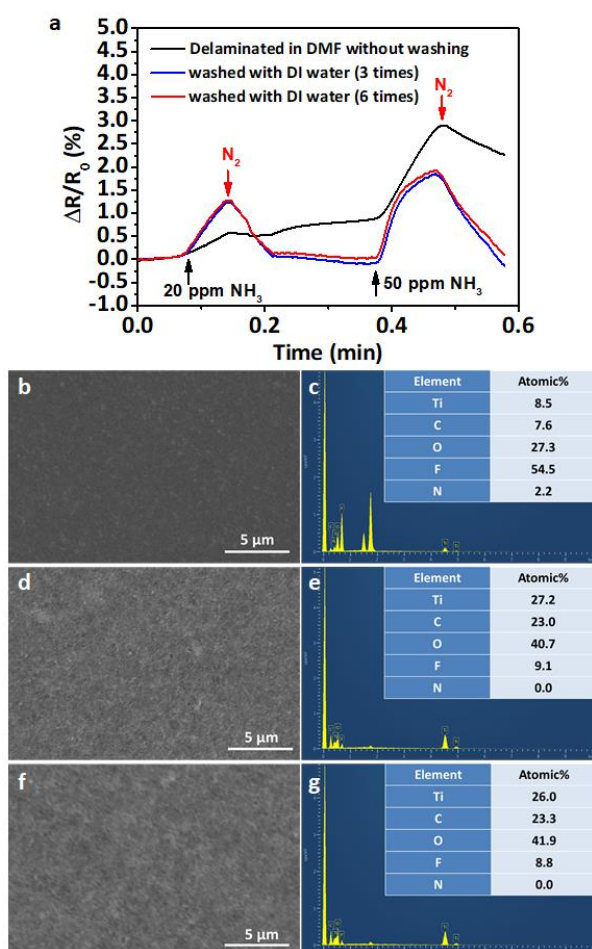 a
5.0
4.5
4.0
3.5
3.0
2.5
2.0
1.5
1.0
0.5
0.0
-0.5
-1.0
ΔR/R₀ (%)
Delaminated in DMF without washing
washed with DI water (3 times)
washed with DI water (6 times)
N₂
N₂
20 ppm NH₃
50 ppm NH₃
0.0 0.2 0.4 0.6
Time (min)
b
5 µm
c
Element Atomic%
Ti 8.5
C 7.6
O 27.3
F 54.5
N 2.2
d
5 µm
e
Element Atomic%
Ti 27.2
C 23.0
O 40.7
F 9.1
N 0.0
f
5 µm
g
Element Atomic%
Ti 26.0
C 23.3
O 41.9
F 8.8
N 0.0